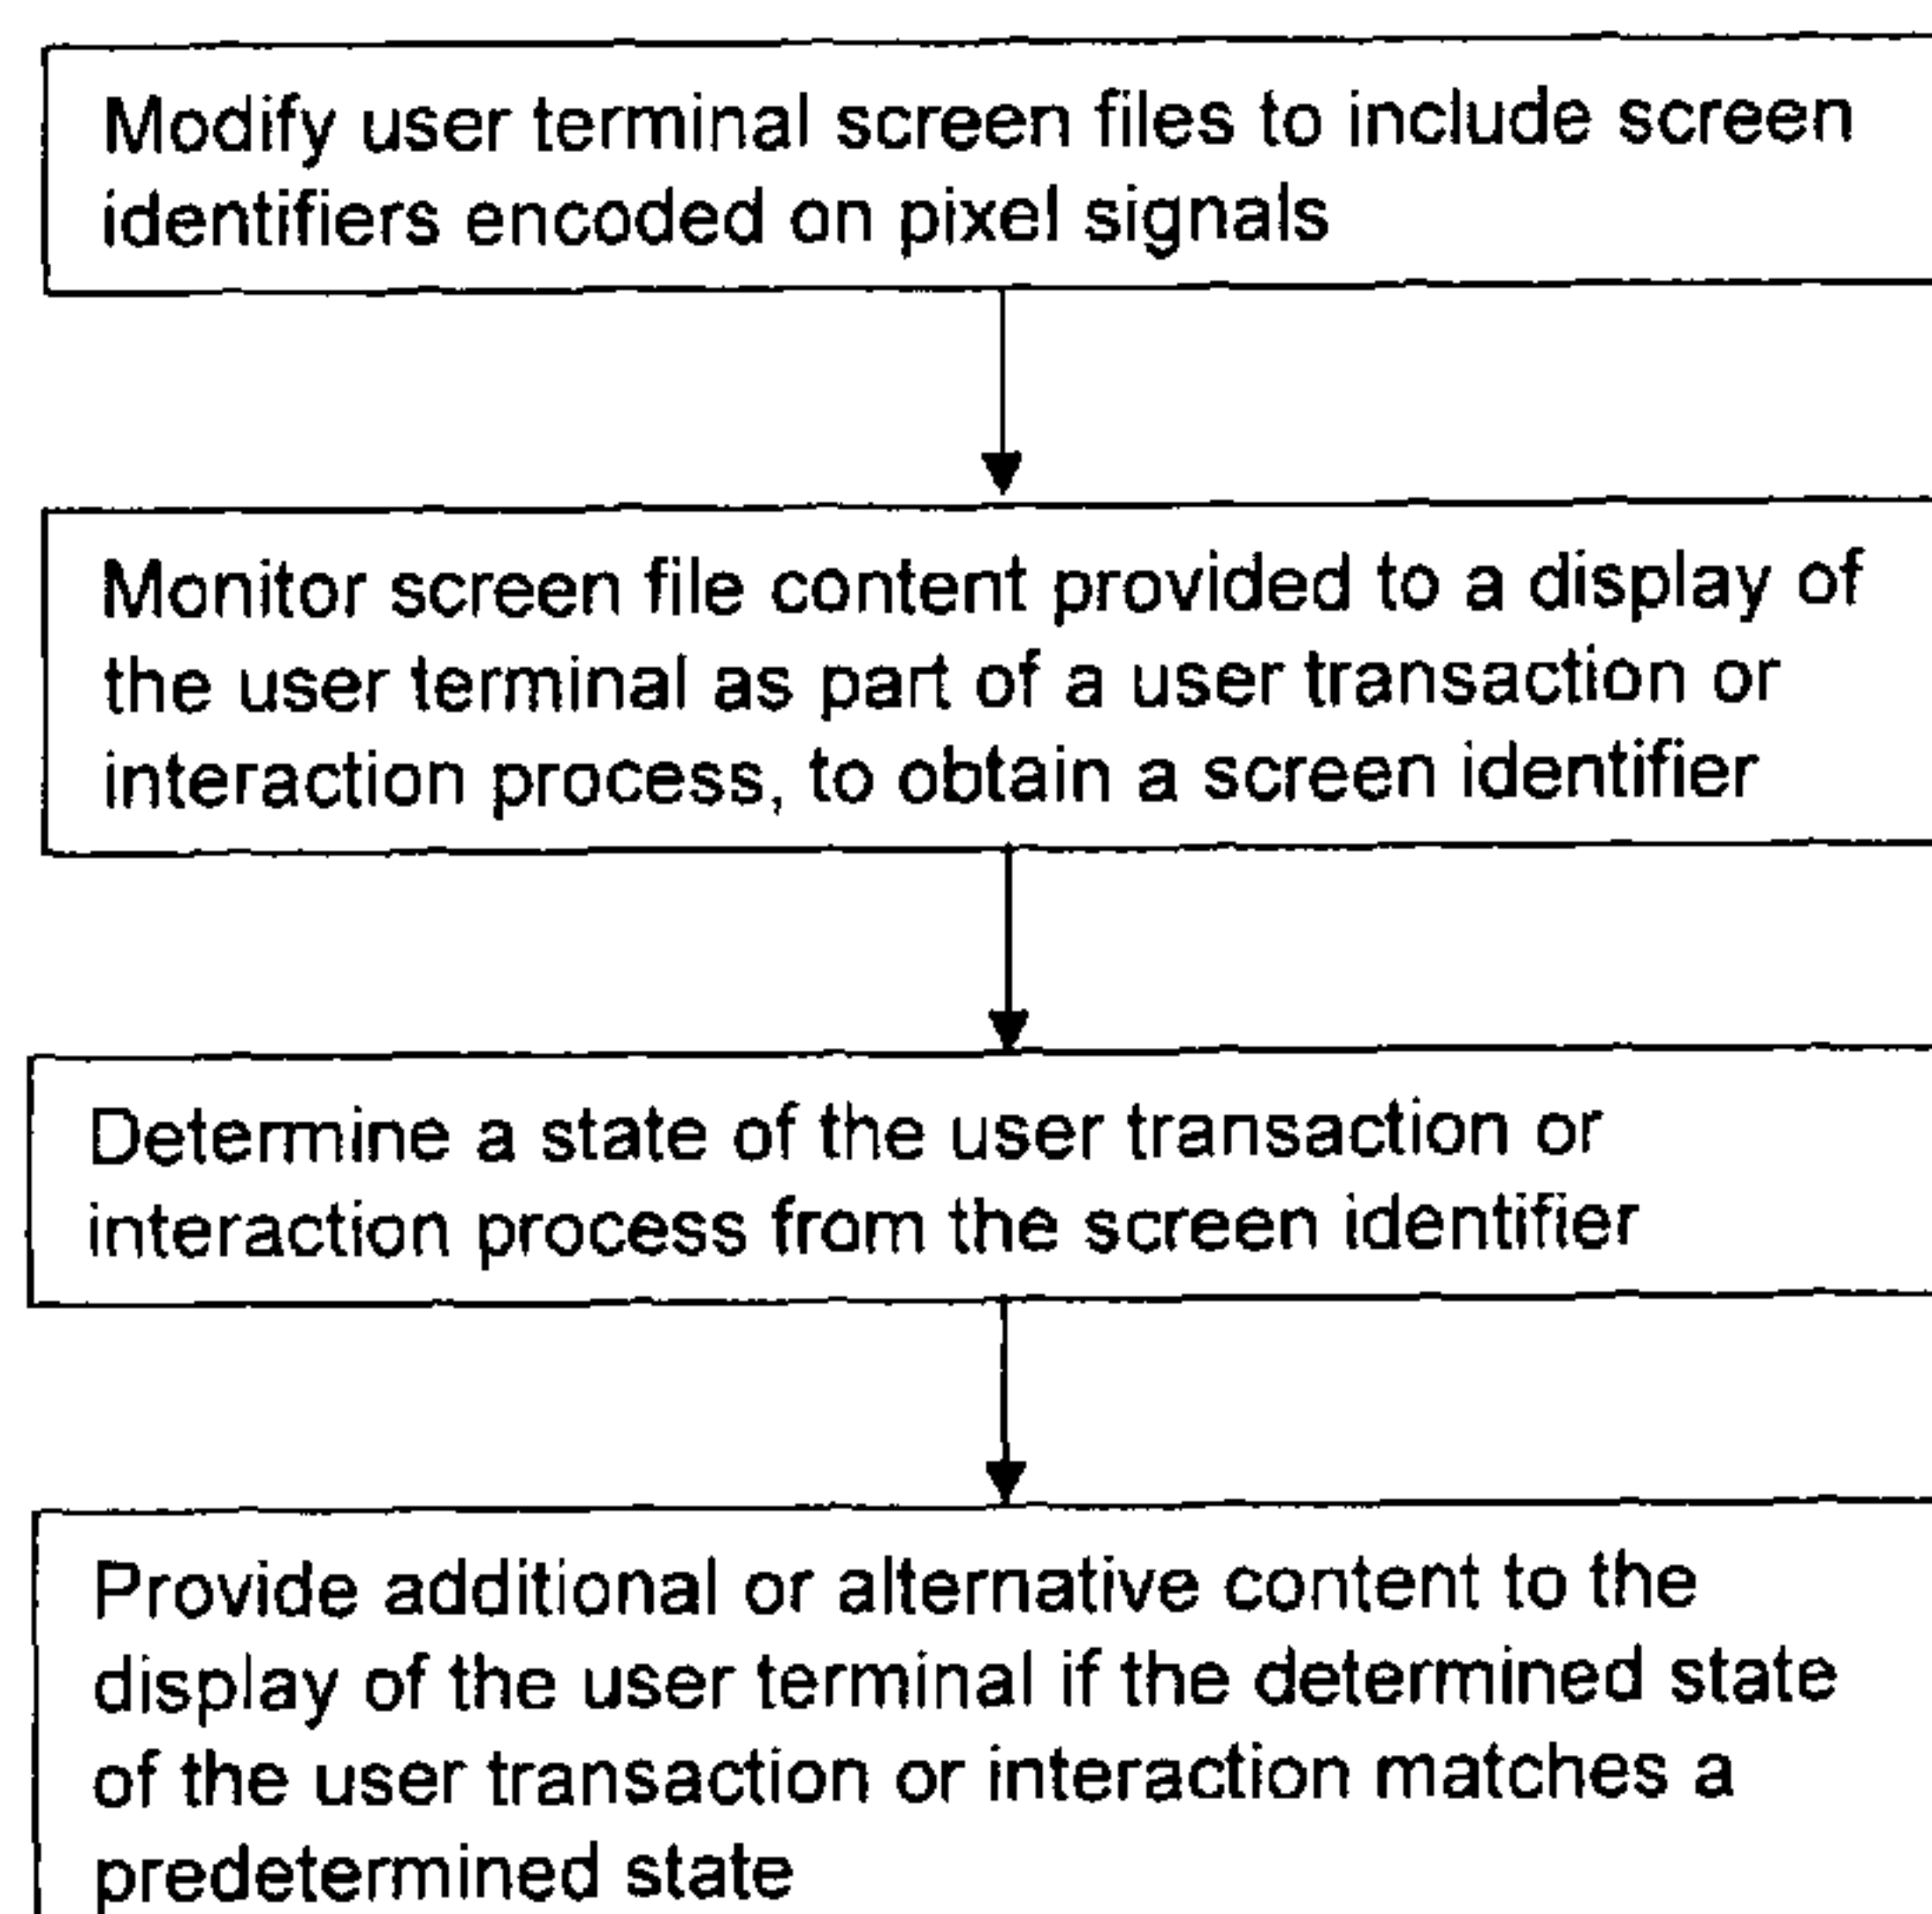 Modify user terminal screen files to include screen
identifiers encoded on pixel signals
Monitor screen file content provided to a display of
the user terminal as part of a user transaction or
interaction process, to obtain a screen identifier
Determine a state of the user transaction or
interaction process from the screen identifier
Provide additional or alternative content to the
display of the user terminal if the determined state
of the user transaction or interaction matches a
predetermined state